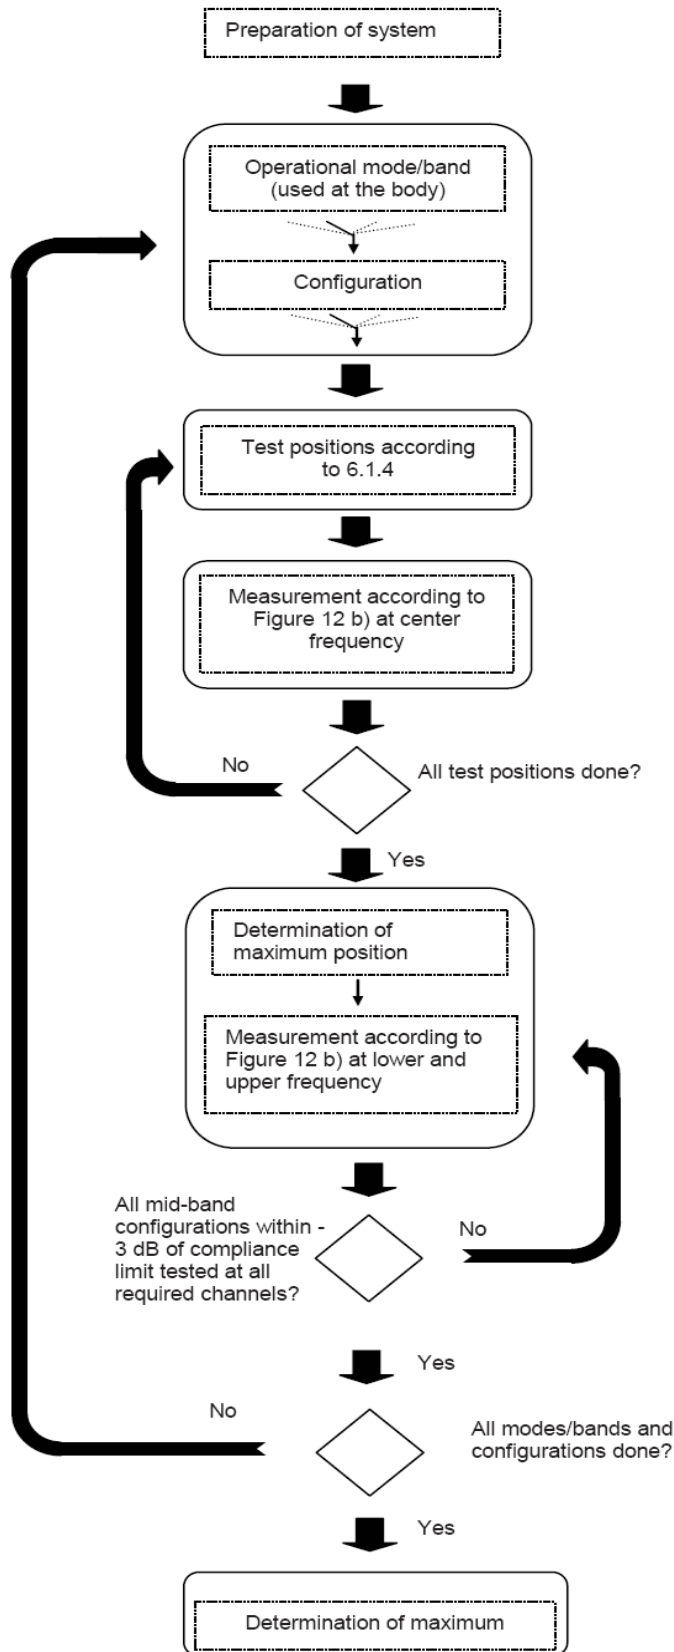 Preparation of system
Operational mode/band
(used at the body)
Configuration
Test positions according
to 6.1.4
Measurement according to
Figure 12 b) at center
frequency
No
All test positions done?
Yes
Determination of
maximum position
Measurement according to
Figure 12 b) at lower and
upper frequency
All mid-band
configurations within -
3 dB of compliance
limit tested at all
required channels?
No
Yes
No
All modes/bands and
configurations done?
Yes
Determination of maximum